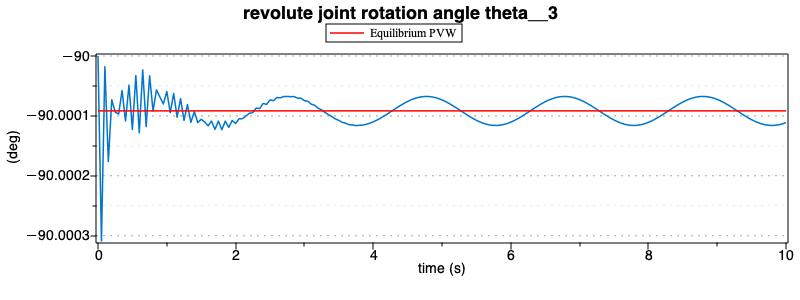 revolute joint rotation angle theta__3
Equilibrium PVW
−90
−90.0001
(deg)
−90.0002
−90.0003
0 2 4 6 8 10
time (s)